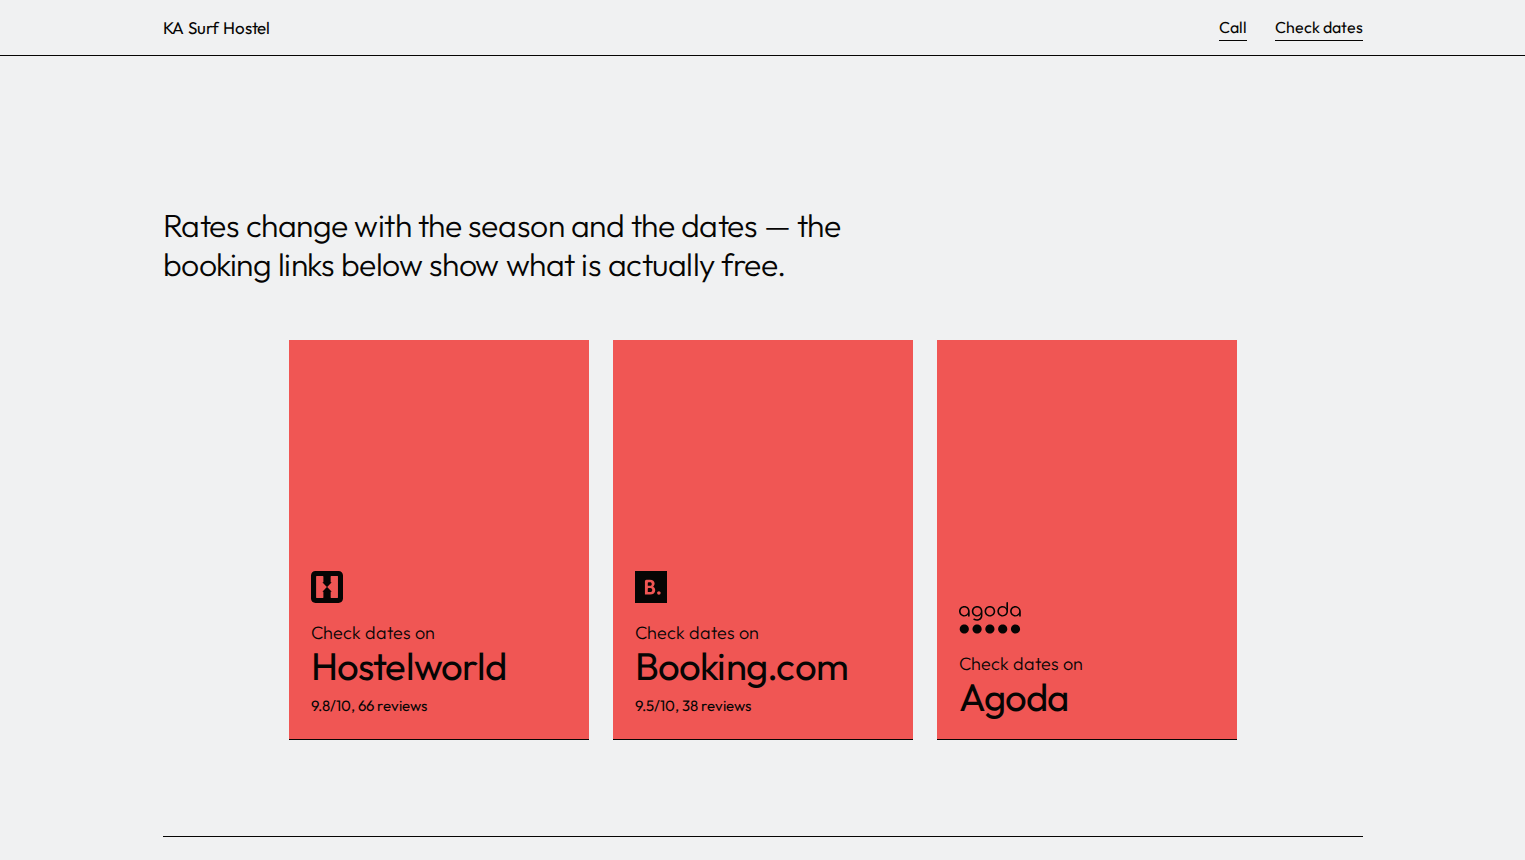 KA Surf Hostel
Call
Check dates
Rates change with the season and the dates — the
booking links below show what is actually free.
H
Check dates on
Hostelworld
9.8/10, 66 reviews
B.
Check dates on
Booking.com
9.5/10, 38 reviews
agoda
Check dates on
Agoda